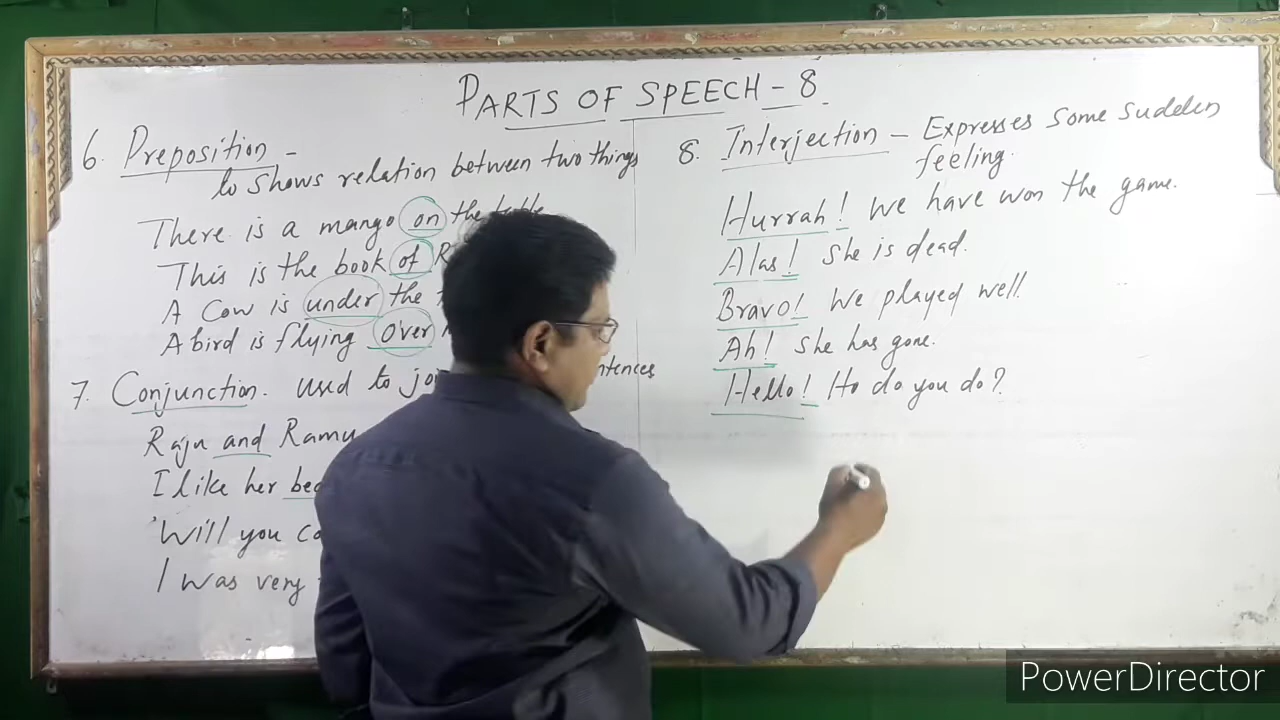 PARTS OF SPEECH - 8
6. Preposition -
to shows relation between two things
There is a mango on the table
This is the book of
A Cow is under the
A bird is flying over
7. Conjunction. used to
Raju and Ramu
I like her
Will you
I was very
8. Interjection - Expresses some sudden
feeling.
Hurrah! We have won the game.
Alas! She is dead.
Bravo! We played well.
Ah! She has gone.
Hello! Ho do you do?
PowerDirector